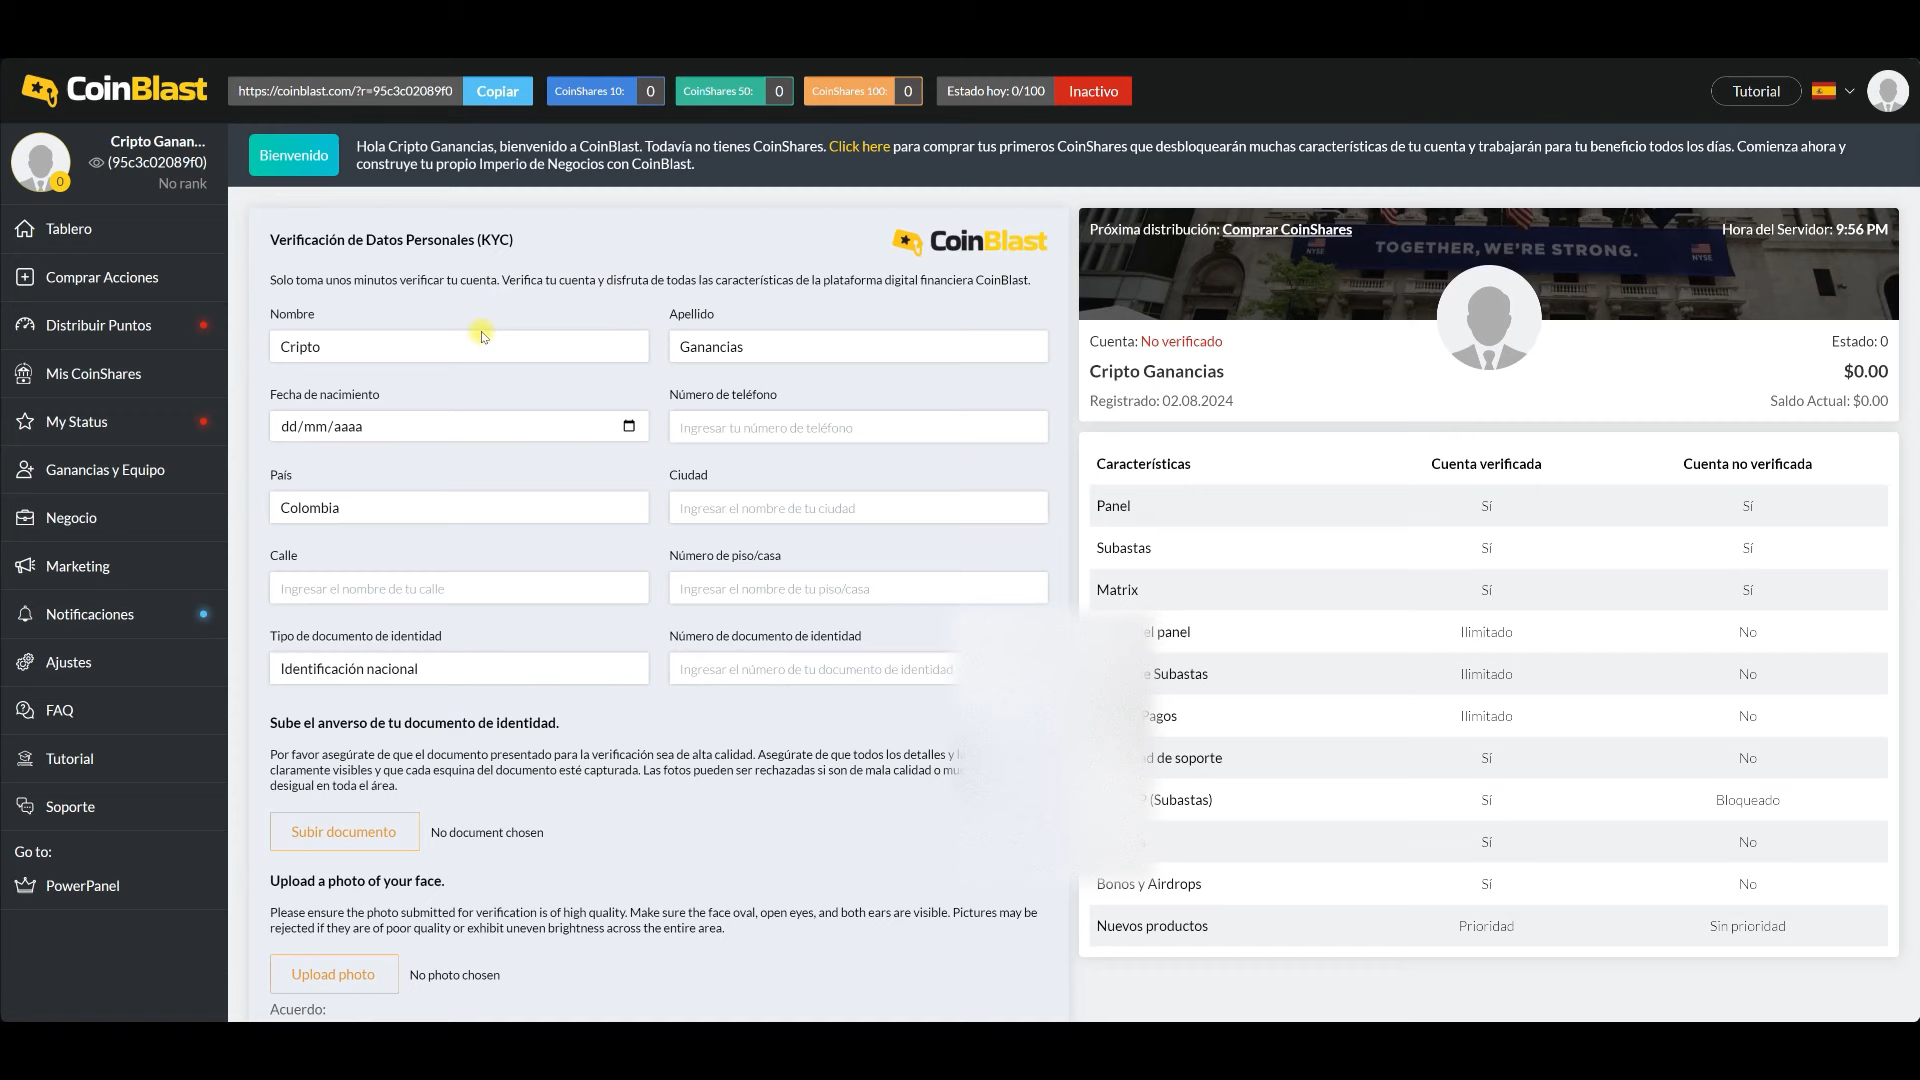 CoinBlast
https://coinblast.com/?r=95c3c02089f0
Copiar
CoinShares 10: 0
CoinShares 50: 0
CoinShares 100: 0
Estado hoy: 0/100
Inactivo
Tutorial
Cripto Ganan...
(95c3c02089f0)
No rank
0
Bienvenido
Hola Cripto Ganancias, bienvenido a CoinBlast. Todavía no tienes CoinShares. Click here para comprar tus primeros CoinShares que desbloquearán muchas características de tu cuenta y trabajarán para tu beneficio todos los días. Comienza ahora y
construye tu propio Imperio de Negocios con CoinBlast.
Tablero
Comprar Acciones
Distribuir Puntos
Mis CoinShares
My Status
Ganancias y Equipo
Negocio
Marketing
Notificaciones
Ajustes
FAQ
Tutorial
Soporte
Go to:
PowerPanel
Verificación de Datos Personales (KYC)
CoinBlast
Solo toma unos minutos verificar tu cuenta. Verifica tu cuenta y disfruta de todas las características de la plataforma digital financiera CoinBlast.
Nombre
Apellido
Cripto
Ganancias
Fecha de nacimiento
Número de teléfono
dd/mm/aaaa
Ingresar tu número de teléfono
País
Ciudad
Colombia
Ingresar el nombre de tu ciudad
Calle
Número de piso/casa
Ingresar el nombre de tu calle
Ingresar el nombre de tu piso/casa
Tipo de documento de identidad
Número de documento de identidad
Identificación nacional
Ingresar el número de tu documento de identidad
Sube el anverso de tu documento de identidad.
Por favor asegúrate de que el documento presentado para la verificación sea de alta calidad. Asegúrate de que todos los detalles y
claramente visibles y que cada esquina del documento esté capturada. Las fotos pueden ser rechazadas si son de mala calidad o
desigual en toda el área.
Subir documento
No document chosen
Upload a photo of your face.
Please ensure the photo submitted for verification is of high quality. Make sure the face oval, open eyes, and both ears are visible. Pictures may be
rejected if they are of poor quality or exhibit uneven brightness across the entire area.
Upload photo
No photo chosen
Acuerdo:
Próxima distribución: Comprar CoinShares
Hora del Servidor: 9:56 PM
TOGETHER, WE'RE STRONG.
NYSE
NYSE
Cuenta: No verificado
Estado: 0
Cripto Ganancias
$0.00
Registrado: 02.08.2024
Saldo Actual: $0.00
Características Cuenta verificada Cuenta no verificada
Panel Sí Sí
Subastas Sí Sí
Matrix Sí Sí
el panel Ilimitado No
Subastas Ilimitado No
Pagos Ilimitado No
de soporte Sí No
(Subastas) Sí Bloqueado
Sí No
Bonos y Airdrops Sí No
Nuevos productos Prioridad Sin prioridad